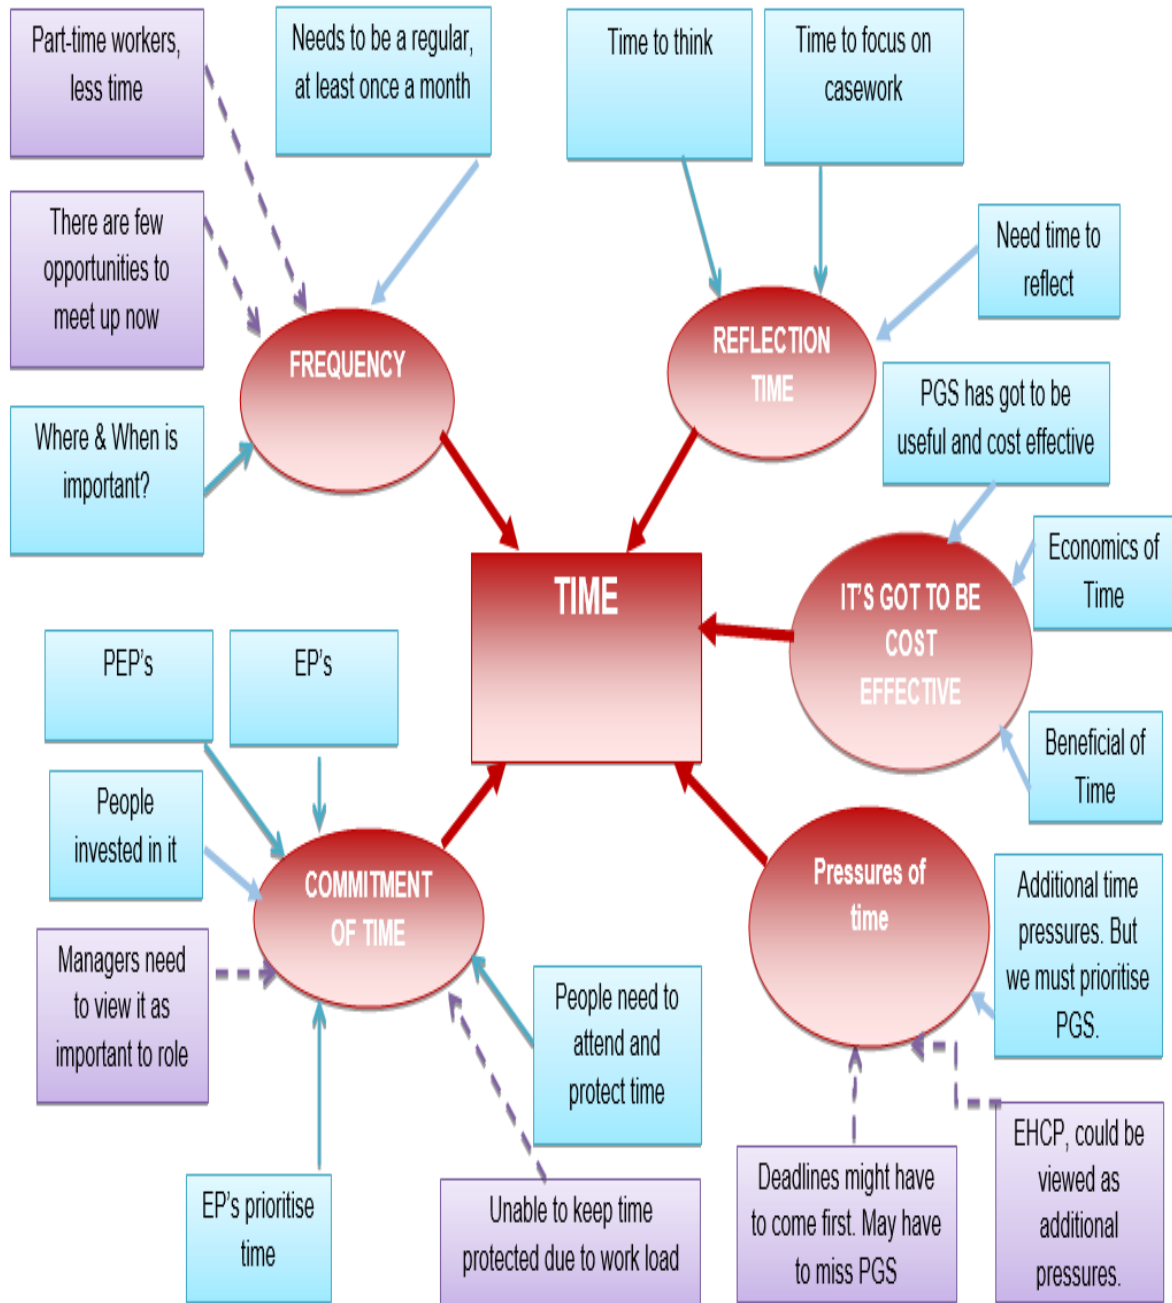 Part-time workers,
less time
Needs to be a regular,
at least once a month
Time to think
Time to focus on
casework
There are few
opportunities to
meet up now
Need time to
reflect
FREQUENCY
REFLECTION
TIME
Where & When is
important?
PGS has got to be
useful and cost effective
Economics of
Time
TIME
IT'S GOT TO BE
COST
EFFECTIVE
PEP's
EP's
Beneficial of
Time
People
invested in it
COMMITMENT
OF TIME
Pressures of
time
Additional time
pressures. But
we must prioritise
PGS.
Managers need
to view it as
important to role
People need to
attend and
protect time
EP's prioritise
time
Unable to keep time
protected due to work load
Deadlines might have
to come first. May have
to miss PGS
EHCP, could be
viewed as
additional
pressures.